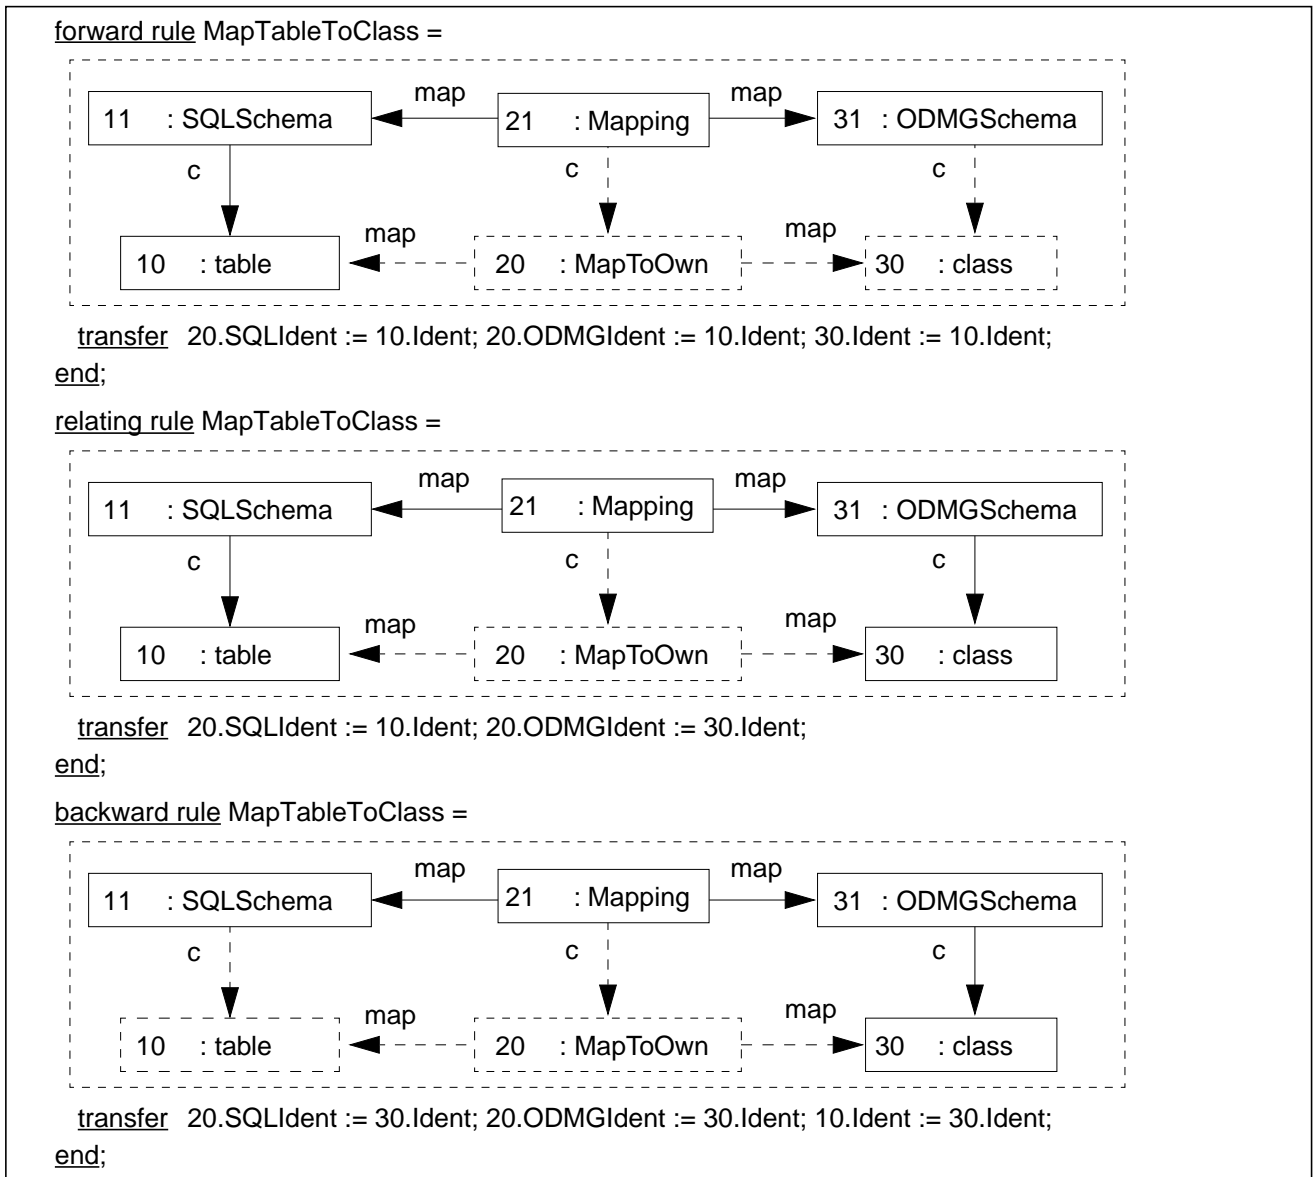 forward rule MapTableToClass =
map map
11 : SQLSchema 21 : Mapping 31 : ODMGSchema
c c c
map map
10 : table 20 : MapToOwn 30 : class
transfer 20.SQLIdent := 10.Ident; 20.ODMGIdent := 10.Ident; 30.Ident := 10.Ident;
end;
relating rule MapTableToClass =
map map
11 : SQLSchema 21 : Mapping 31 : ODMGSchema
c c c
map map
10 : table 20 : MapToOwn 30 : class
transfer 20.SQLIdent := 10.Ident; 20.ODMGIdent := 30.Ident;
end;
backward rule MapTableToClass =
map map
11 : SQLSchema 21 : Mapping 31 : ODMGSchema
c c c
map map
10 : table 20 : MapToOwn 30 : class
transfer 20.SQLIdent := 30.Ident; 20.ODMGIdent := 30.Ident; 10.Ident := 30.Ident;
end;